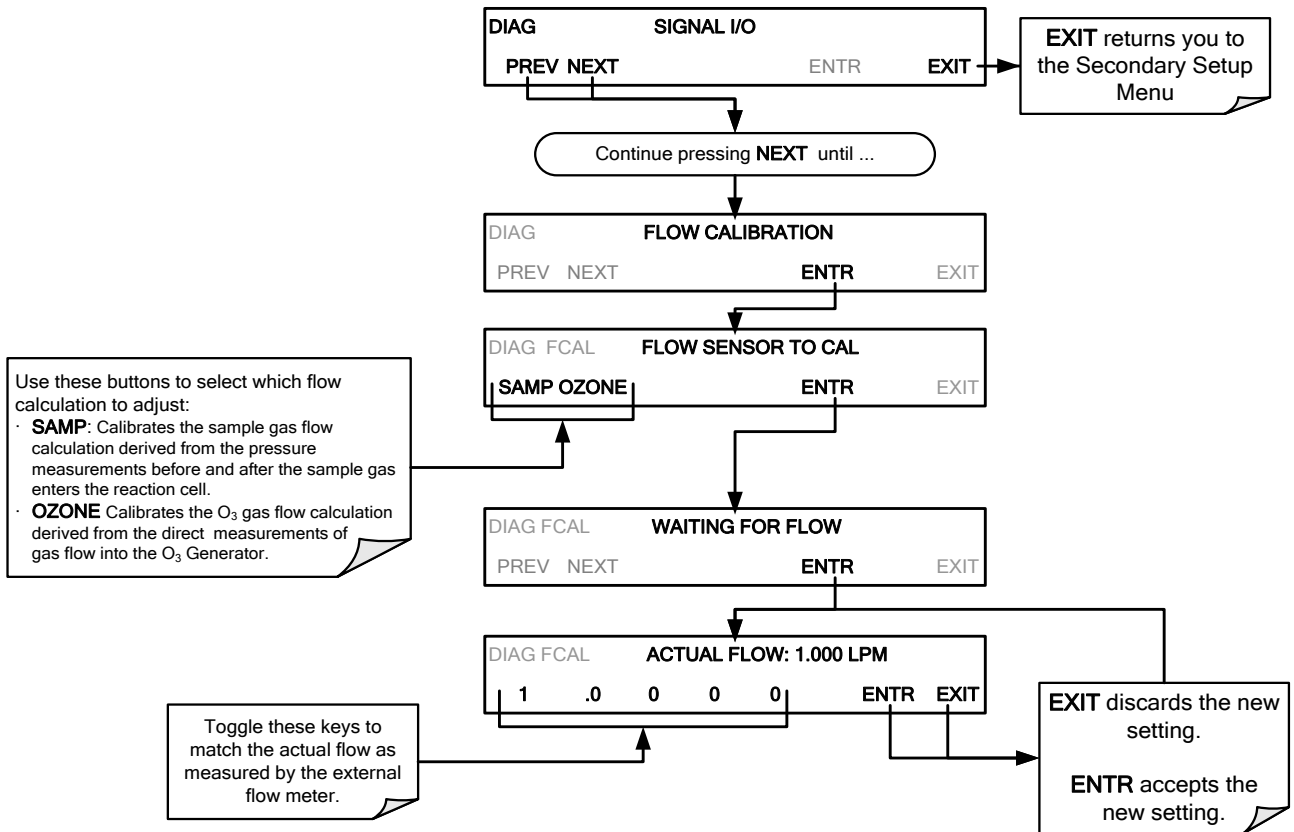 DIAG SIGNAL I/O
PREV NEXT ENTR EXIT
EXIT returns you to
the Secondary Setup
Menu
Continue pressing NEXT until ...
DIAG FLOW CALIBRATION
PREV NEXT ENTR EXIT
DIAG FCAL FLOW SENSOR TO CAL
SAMP OZONE ENTR EXIT
Use these buttons to select which flow
calculation to adjust:
· SAMP: Calibrates the sample gas flow
calculation derived from the pressure
measurements before and after the sample gas
enters the reaction cell.
· OZONE Calibrates the O₃ gas flow calculation
derived from the direct measurements of
gas flow into the O₃ Generator.
DIAG FCAL WAITING FOR FLOW
PREV NEXT ENTR EXIT
DIAG FCAL ACTUAL FLOW: 1.000 LPM
1 .0 0 0 0 ENTR EXIT
Toggle these keys to
match the actual flow as
measured by the external
flow meter.
EXIT discards the new
setting.
ENTR accepts the
new setting.